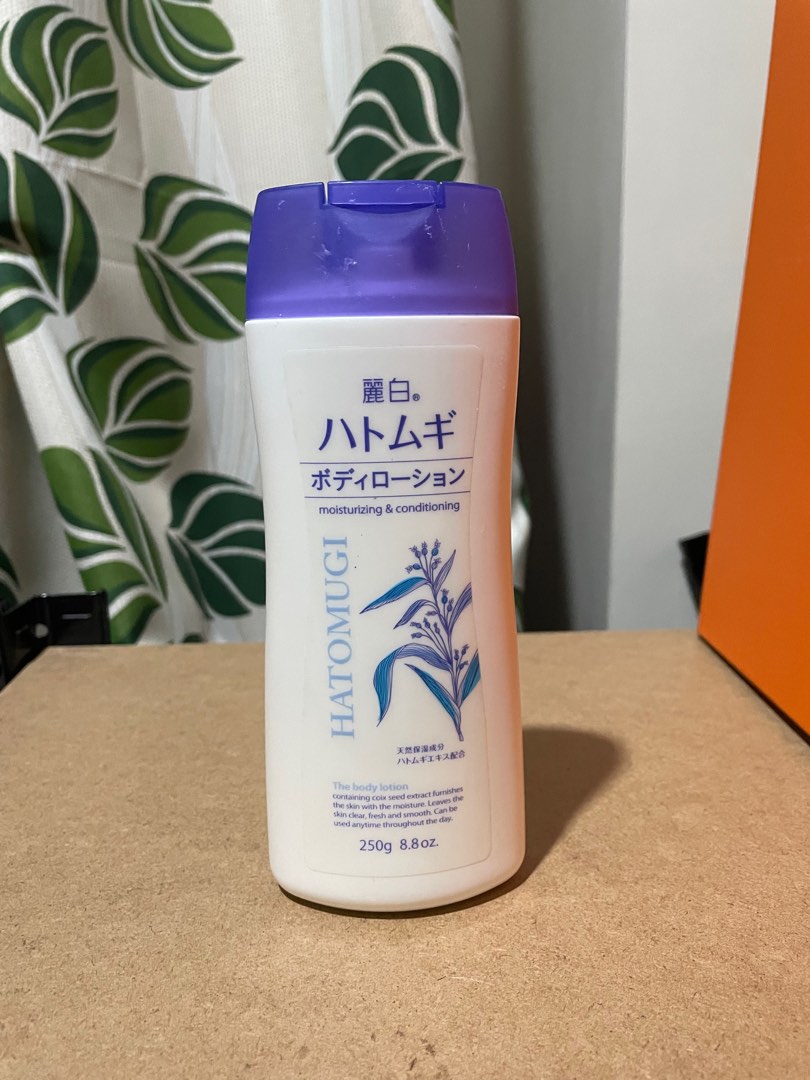 麗白®
ハトムギ
ボディローション
moisturizing & conditioning
HATOMUGI
天然保湿成分
ハトムギエキス配合
The body lotion
containing coix seed extract furnishes
the skin with the moisture. Leaves the
skin clear, fresh and smooth. Can be
used anytime throughout the day.
250g 8.8oz.